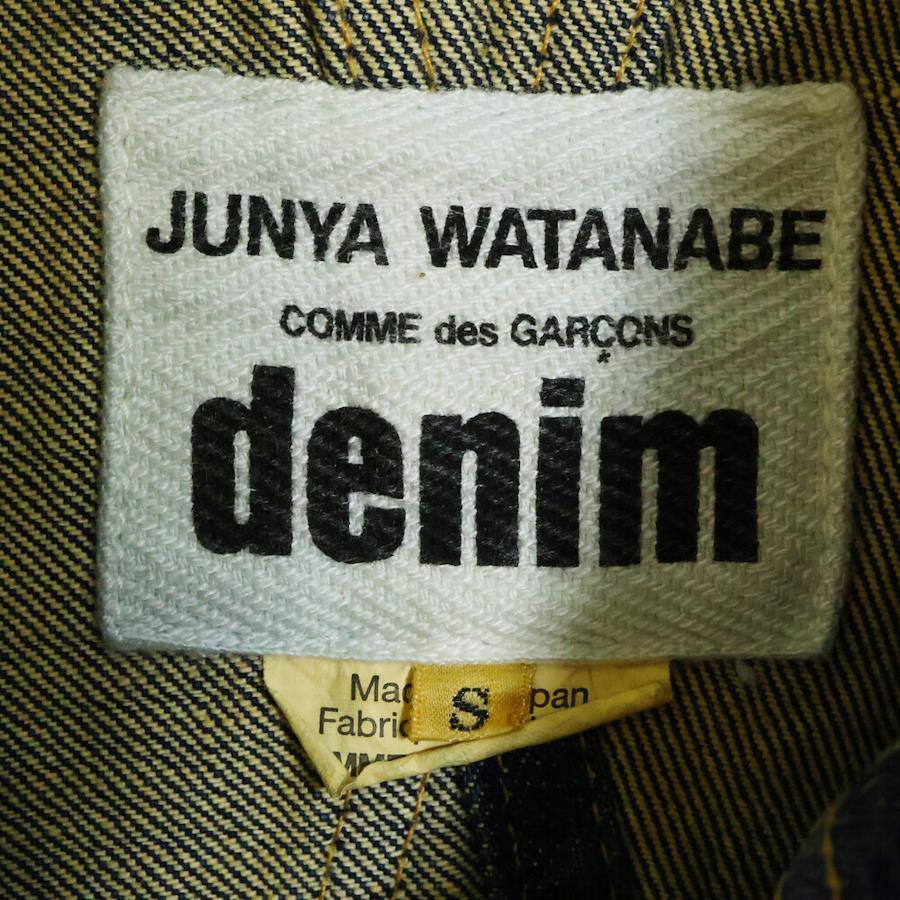 JUNYA WATANABE
COMME des GARÇONS
denim
S